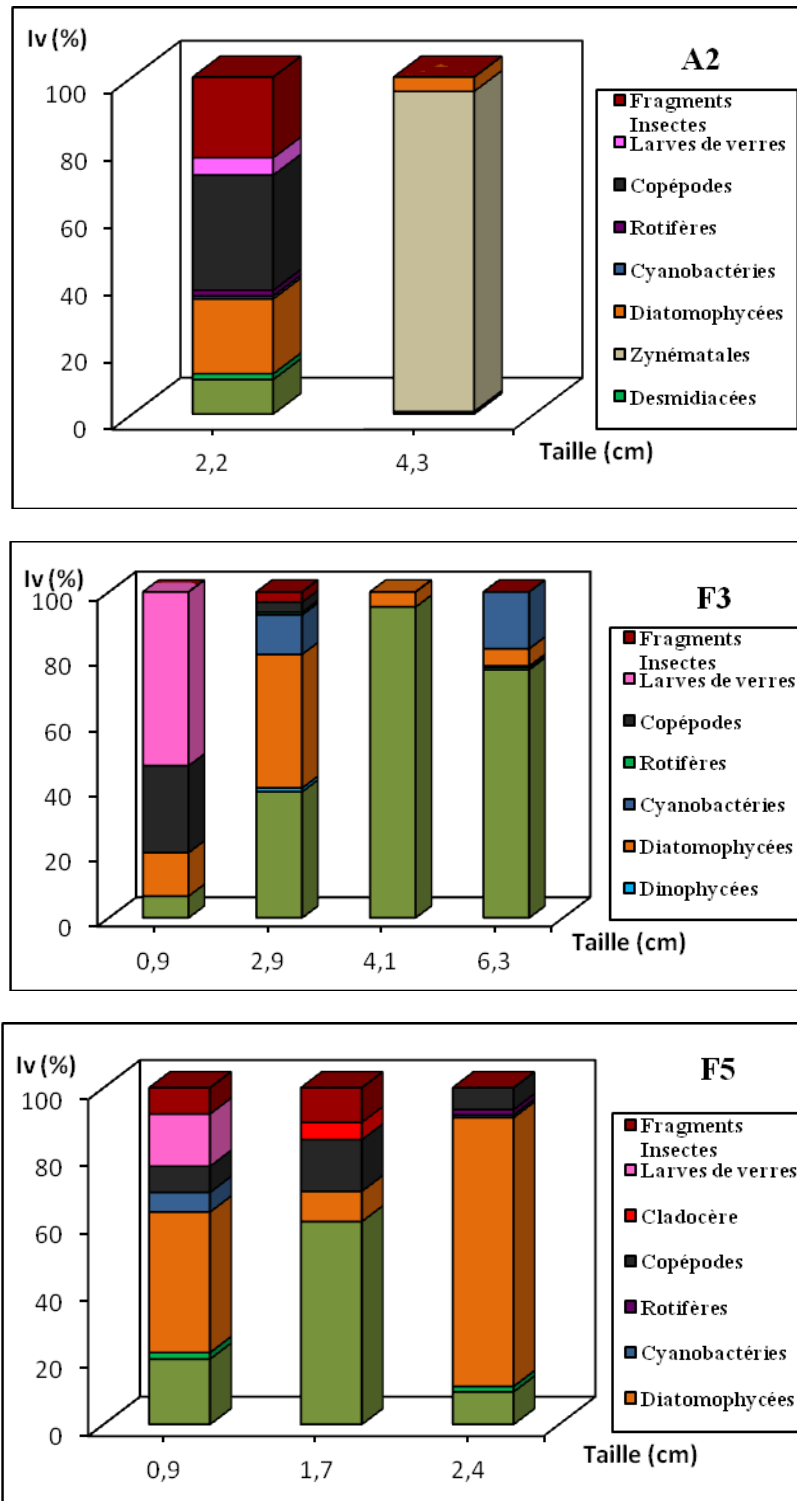 Iv (%)
A2
100
80
60
40
20
0
2,2
4,3
Taille (cm)
Fragments
Insectes
Larves de verres
Copépodes
Rotifères
Cyanobactéries
Diatomophycées
Zynématales
Desmidiacées
Iv (%)
F3
100
80
60
40
20
0
0,9
2,9
4,1
6,3
Taille (cm)
Fragments
Insectes
Larves de verres
Copépodes
Rotifères
Cyanobactéries
Diatomophycées
Dinophycées
Iv (%)
F5
100
80
60
40
20
0
0,9
1,7
2,4
Taille (cm)
Fragments
Insectes
Larves de verres
Cladocère
Copépodes
Rotifères
Cyanobactéries
Diatomophycées